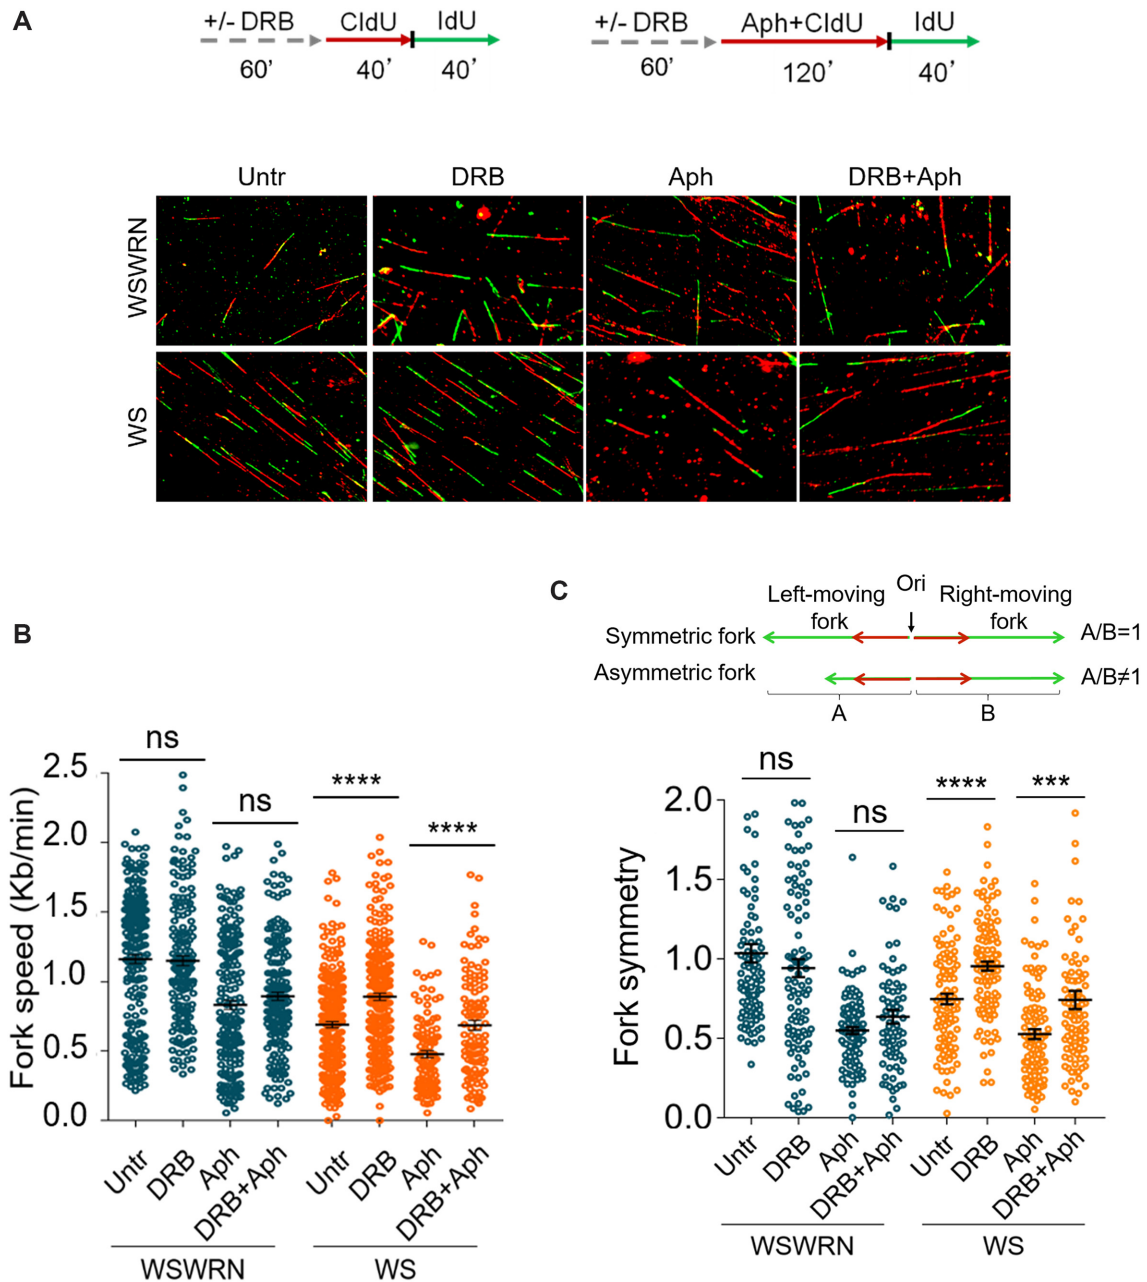 A
+/- DRB CldU IdU
60’ 40’ 40’
+/- DRB Aph+CldU IdU
60’ 120’ 40’
Untr DRB Aph DRB+Aph
WSWRN
WS
B
Fork speed (Kb/min)
2.5
2.0
1.5
1.0
0.5
0.0
ns
ns
****
****
Untr DRB Aph DRB+Aph Untr DRB Aph DRB+Aph
WSWRN WS
C
Ori
Left-moving fork
Right-moving fork
Symmetric fork A/B=1
Asymmetric fork A/B≠1
A B
Fork symmetry
2.0
1.5
1.0
0.5
0.0
ns
ns
****
***
Untr DRB Aph DRB+Aph Untr DRB Aph DRB+Aph
WSWRN WS